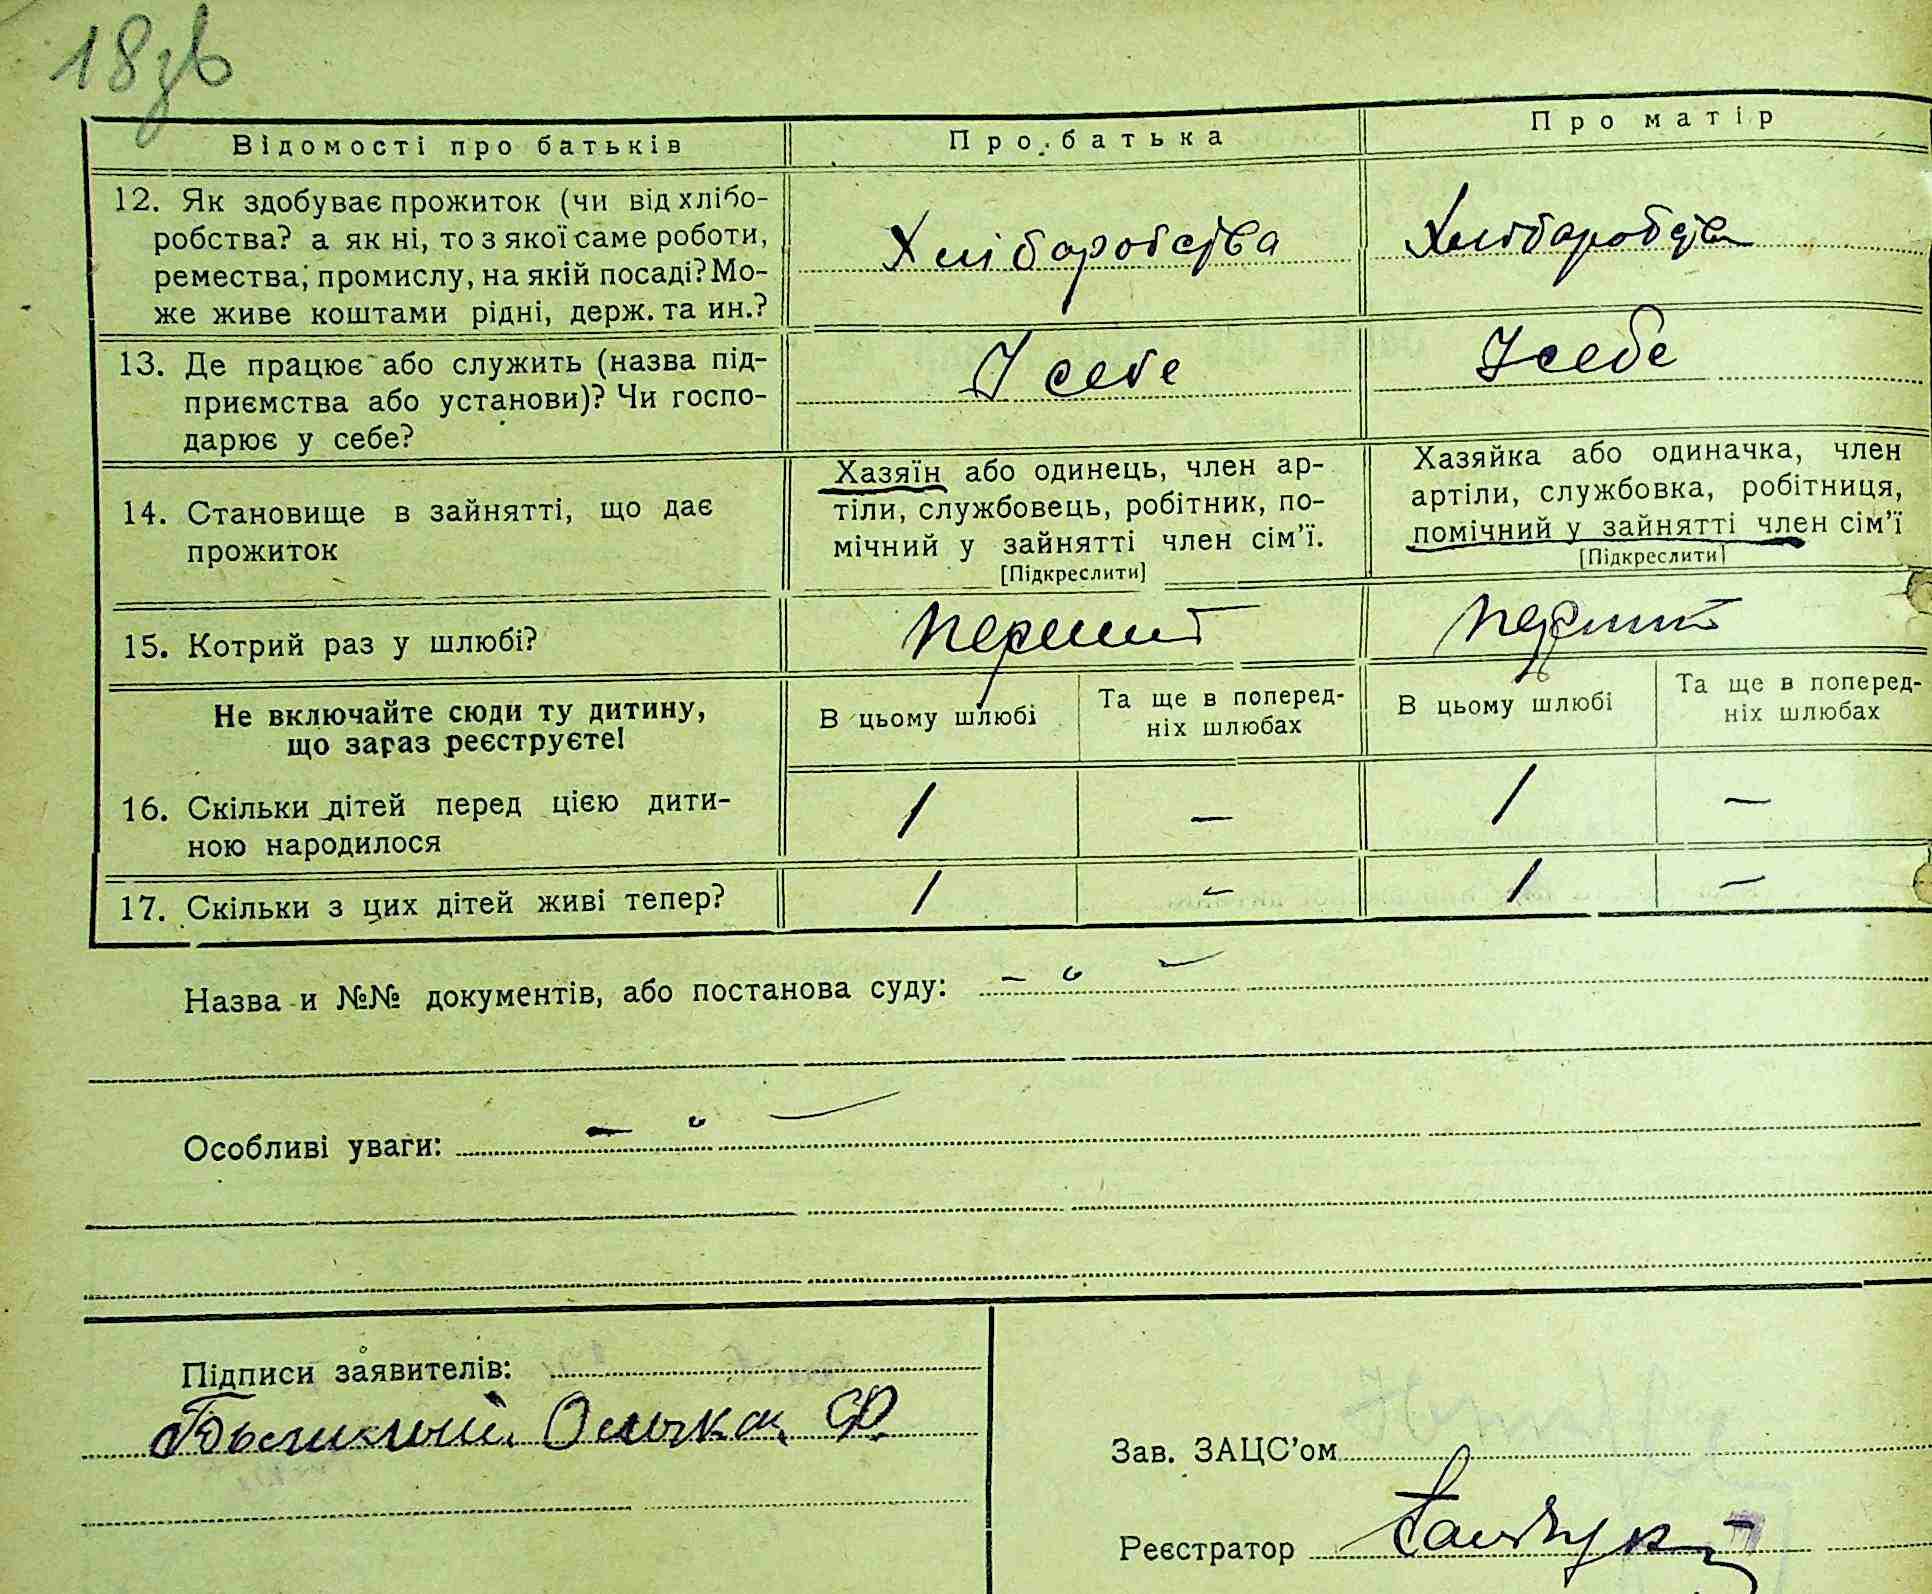 18зв
Відомості про батьків
Про батька
Про матір
12. Як здобуває прожиток (чи від хлібо-
робства? а як ні, то з якої саме роботи,
ремества, промислу, на якій посаді? Мо-
же живе коштами рідні, держ. та ин.?
Хліборобства
Хліборобства
13. Де працює або служить (назва під-
приємства або установи)? Чи госпо-
дарює у себе?
У себе
У себе
14. Становище в зайнятті, що дає
прожиток
Хазяїн або одинець, член ар-
тіли, службовець, робітник, по-
мічний у зайнятті член сім'ї.
[Підкреслити]
Хазяйка або одиначка, член
артіли, службовка, робітниця,
помічний у зайнятті член сім'ї
[Підкреслити]
15. Котрий раз у шлюбі?
перший
перший
Не включайте сюди ту дитину,
що зараз реєструєте!
В цьому шлюбі
Та ще в поперед-
ніх шлюбах
В цьому шлюбі
Та ще в поперед-
ніх шлюбах
16. Скільки дітей перед цією дити-
ною народилося
1 — 1 —
17. Скільки з цих дітей живі тепер?
1 - 1 —
Назва и №№ документів, або постанова суду:
Особливі уваги:
Підписи заявителів:
Ф.
Зав. ЗАЦС'ом
Реєстратор